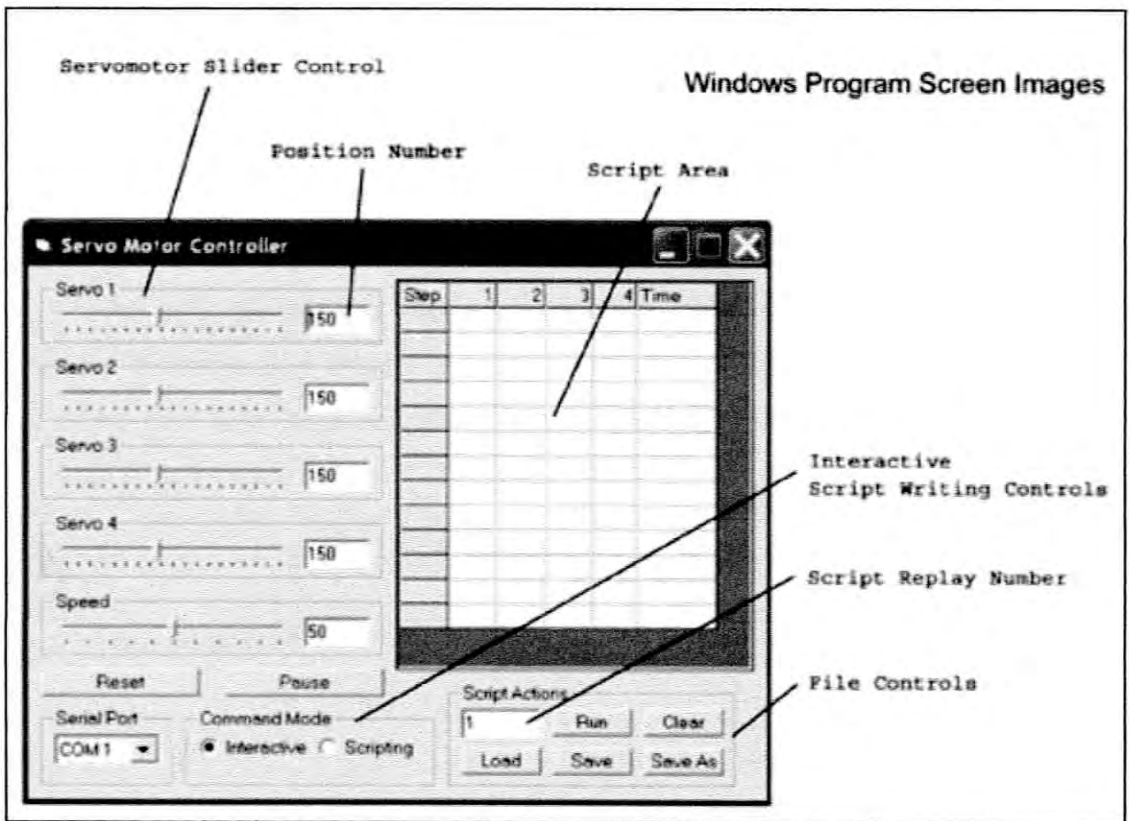 Servomotor Slider Control
Windows Program Screen Images
Position Number
Script Area
Servo Motor Controller
Servo 1
150
Step 1 2 3 4 Time
Servo 2
150
Servo 3
150
Interactive
Script Writing Controls
Servo 4
150
Script Replay Number
Speed
50
Reset Pause
File Controls
Script Actions
1 Run Clear
Serial Port Command Mode
COM 1 Interactive Scripting
Load Save Save As